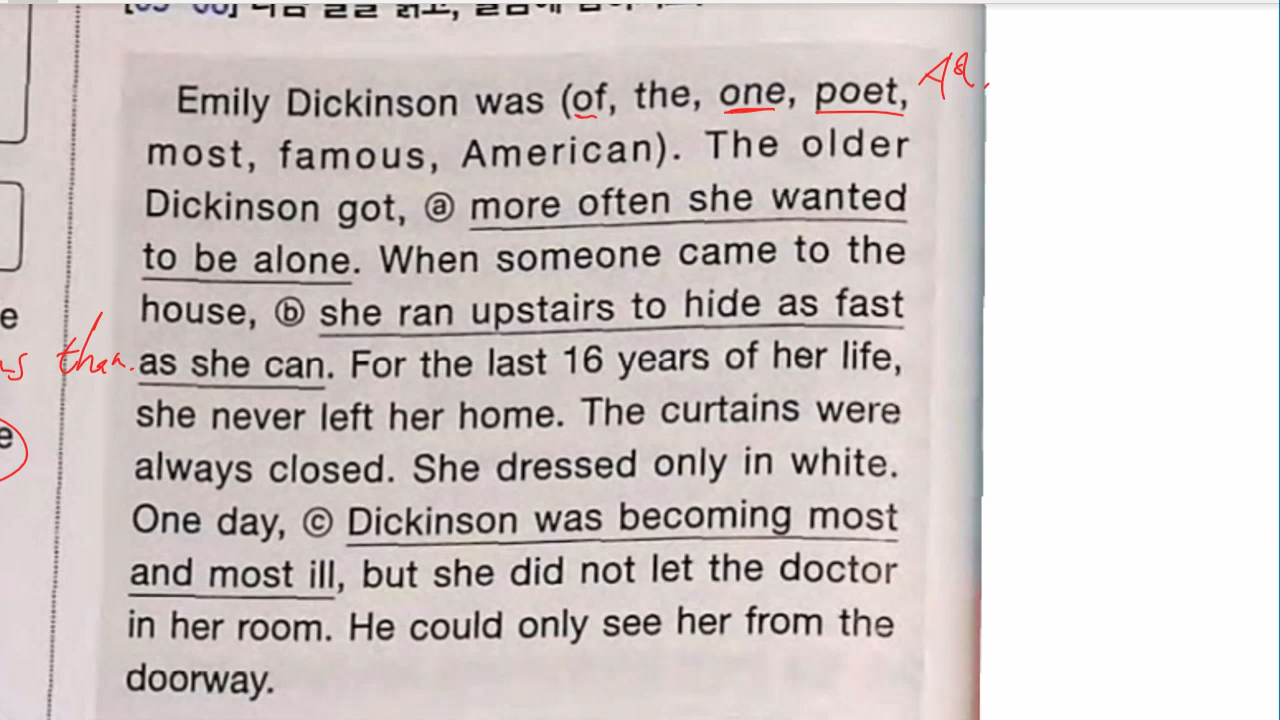 Emily Dickinson was (of, the, one, poet,
most, famous, American). The older
Dickinson got, ⓐ more often she wanted
to be alone. When someone came to the
house, ⓑ she ran upstairs to hide as fast
e
than.
as she can. For the last 16 years of her life,
she never left her home. The curtains were
e
always closed. She dressed only in white.
One day, ⓒ Dickinson was becoming most
and most ill, but she did not let the doctor
in her room. He could only see her from the
doorway.